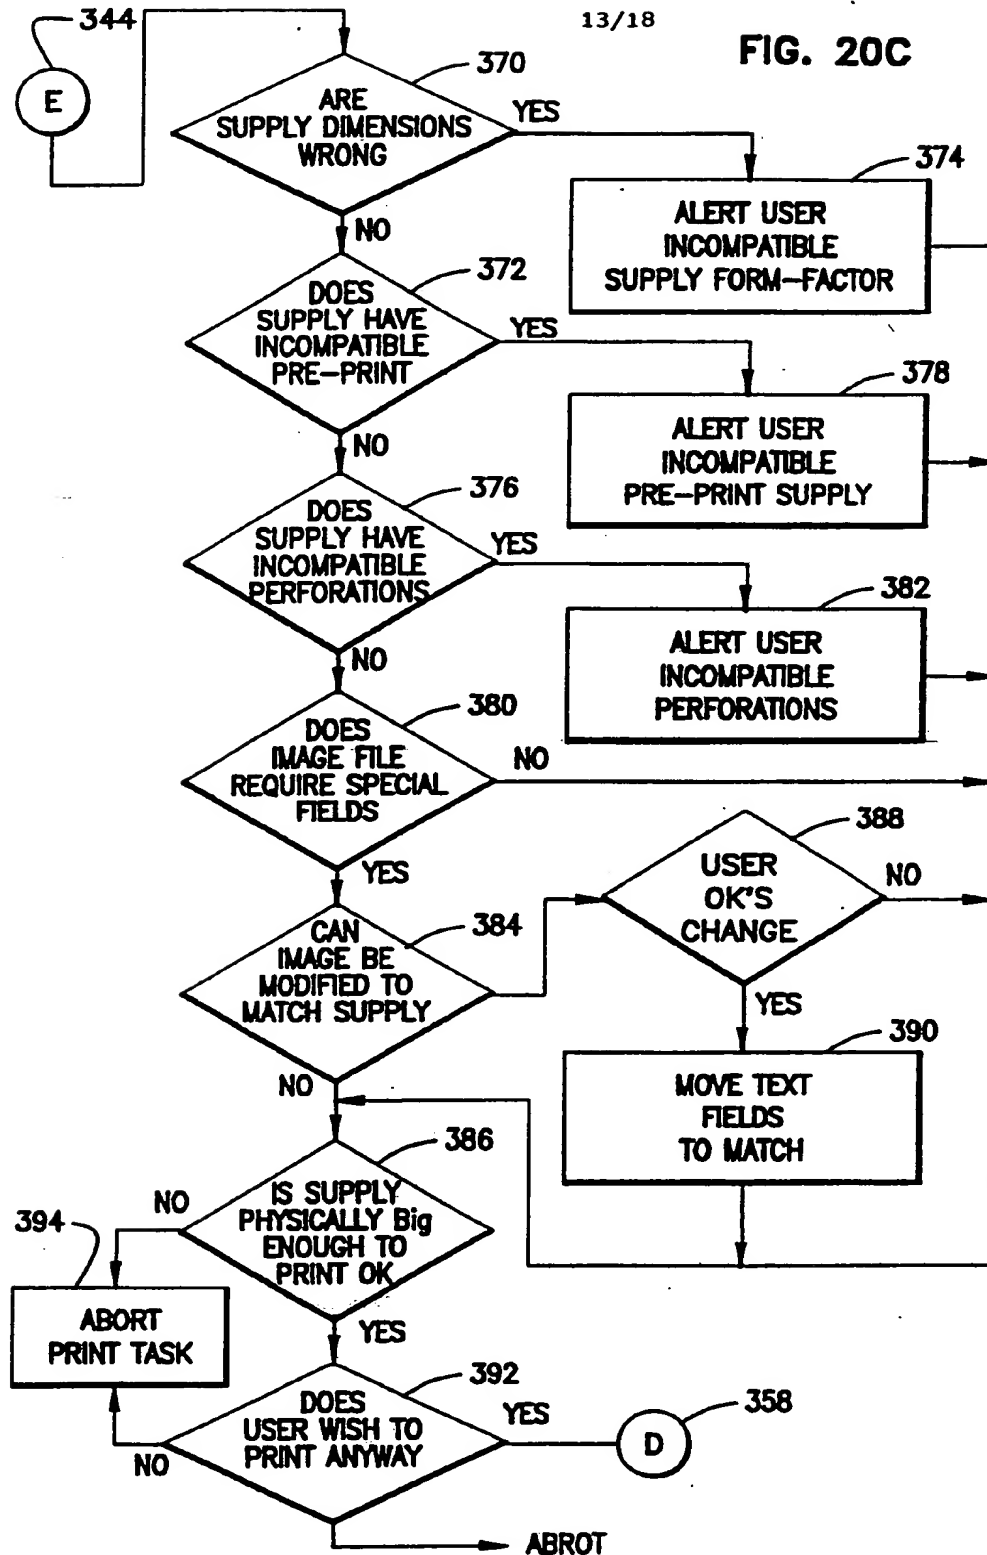 13/18
FIG. 20C
344
E
370
ARE
SUPPLY DIMENSIONS
WRONG
YES
NO
374
ALERT USER
INCOMPATIBLE
SUPPLY FORM-FACTOR
372
DOES
SUPPLY HAVE
INCOMPATIBLE
PRE-PRINT
YES
NO
378
ALERT USER
INCOMPATIBLE
PRE-PRINT SUPPLY
376
DOES
SUPPLY HAVE
INCOMPATIBLE
PERFORATIONS
YES
NO
382
ALERT USER
INCOMPATIBLE
PERFORATIONS
380
DOES
IMAGE FILE
REQUIRE SPECIAL
FIELDS
NO
YES
384
CAN
IMAGE BE
MODIFIED TO
MATCH SUPPLY
NO
388
USER
OK'S
CHANGE
NO
YES
390
MOVE TEXT
FIELDS
TO MATCH
386
IS SUPPLY
PHYSICALLY Big
ENOUGH TO
PRINT OK
NO
YES
394
ABORT
PRINT TASK
392
DOES
USER WISH TO
PRINT ANYWAY
YES
NO
358
D
ABROT